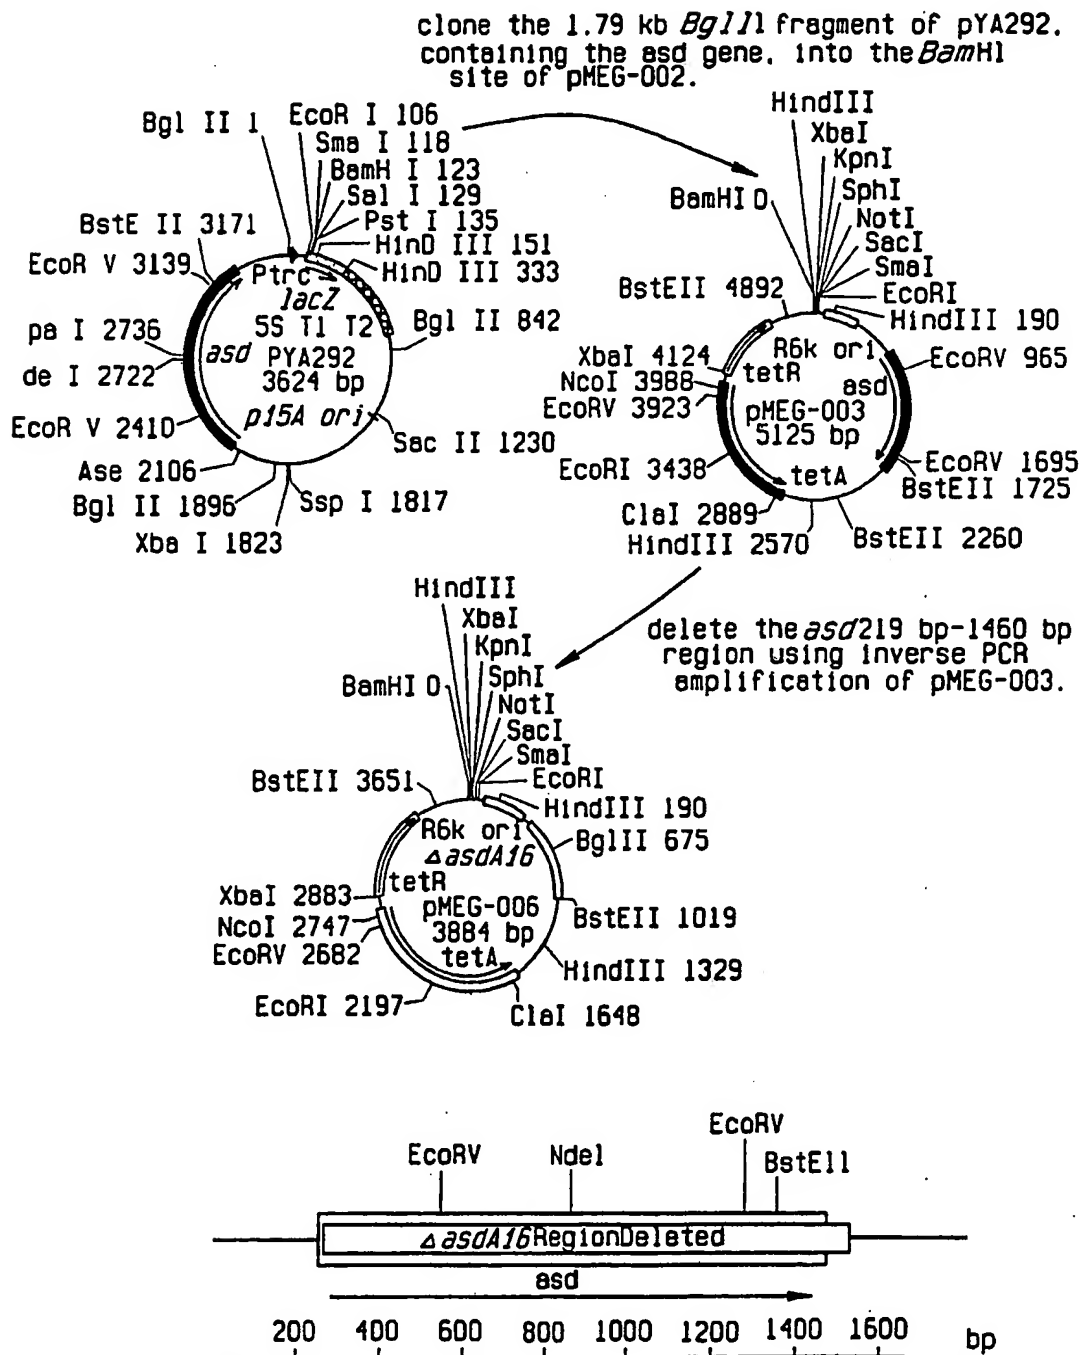 clone the 1.79 kb BglII1 fragment of pYA292,
containing the asd gene, into the BamH1
site of pMEG-002.
Bgl II 1
EcoR I 106
Sma I 118
BamH I 123
Sal I 129
Pst I 135
HinD III 151
HinD III 333
BstE II 3171
EcoR V 3139
pa I 2736
de I 2722
EcoR V 2410
Ase 2106
Bgl II 1896
Xba I 1823
Ssp I 1817
Sac II 1230
Bgl II 842
Ptrc
lacZ
5S T1 T2
asd
PYA292
3624 bp
p15A ori
HindIII
XbaI
KpnI
SphI
NotI
SacI
SmaI
EcoRI
HindIII 190
BamHI 0
BstEII 4892
XbaI 4124
NcoI 3988
EcoRV 3923
EcoRI 3438
ClaI 2889
HindIII 2570
BstEII 2260
BstEII 1725
EcoRV 1695
EcoRV 965
R6k ori
tetR
asd
pMEG-003
5125 bp
tetA
delete the asd 219 bp-1460 bp
region using inverse PCR
amplification of pMEG-003.
HindIII
XbaI
KpnI
SphI
NotI
SacI
SmaI
EcoRI
HindIII 190
BamHI 0
BstEII 3651
BglII 675
XbaI 2883
NcoI 2747
EcoRV 2682
EcoRI 2197
ClaI 1648
HindIII 1329
BstEII 1019
R6k ori
ΔasdA16
tetR
pMEG-006
3884 bp
tetA
EcoRV
NdeI
EcoRV
BstE11
ΔasdA16RegionDeleted
asd
200 400 600 800 1000 1200 1400 1600 bp